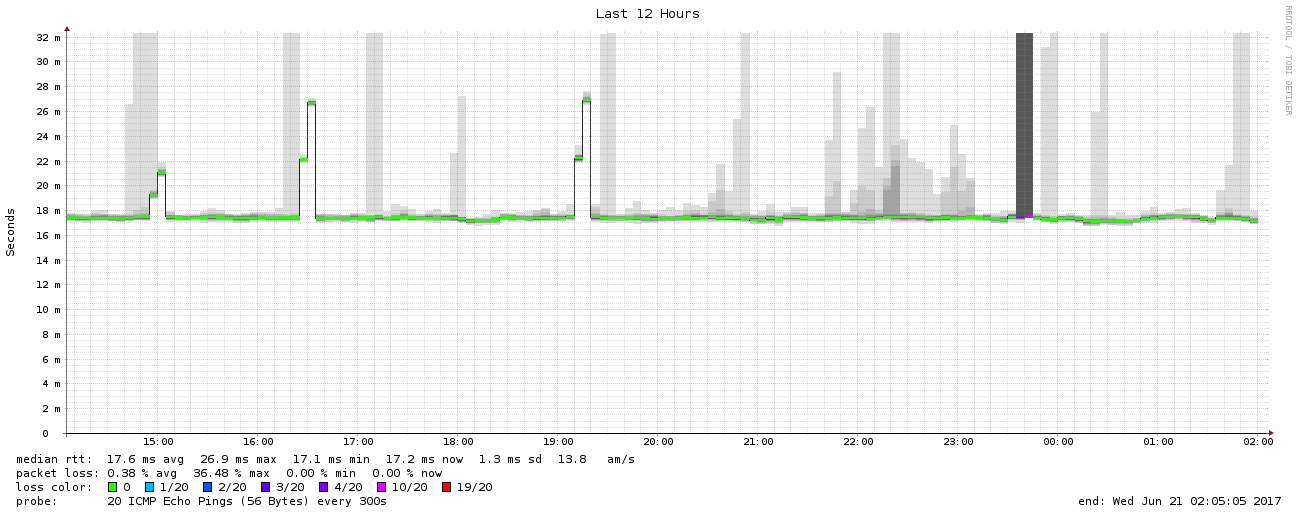 Last 12 Hours
RRDTOOL / TOBI OETIKER
Seconds
32 m
30 m
28 m
26 m
24 m
22 m
20 m
18 m
16 m
14 m
12 m
10 m
8 m
6 m
4 m
2 m
0
15:00 16:00 17:00 18:00 19:00 20:00 21:00 22:00 23:00 00:00 01:00 02:00
median rtt: 17.6 ms avg 26.9 ms max 17.1 ms min 17.2 ms now 1.3 ms sd 13.8 am/s
packet loss: 0.38 % avg 36.48 % max 0.00 % min 0.00 % now
loss color: 0 1/20 2/20 3/20 4/20 10/20 19/20
probe: 20 ICMP Echo Pings (56 Bytes) every 300s end: Wed Jun 21 02:05:05 2017